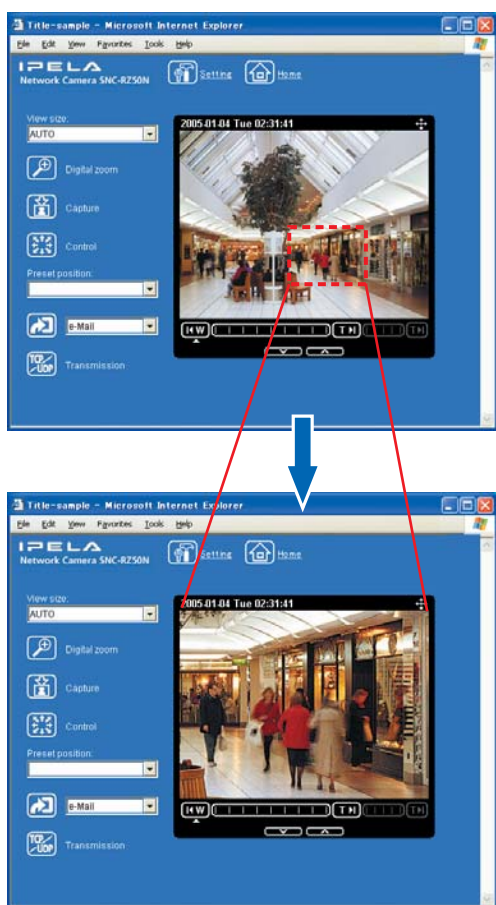 Title-sample - Microsoft Internet Explorer
File Edit View Favorites Tools Help
IPELA
Network Camera SNC-RZ50N
Setting
Home
View size:
AUTO
2005-01-04 Tue 02:31:41
Digital zoom
Capture
Control
Preset position:
W
T
T
e-Mail
TCP/UDP
Transmission
Title-sample - Microsoft Internet Explorer
File Edit View Favorites Tools Help
IPELA
Network Camera SNC-RZ50N
Setting
Home
View size:
AUTO
2005-01-04 Tue 02:31:41
Digital zoom
Capture
Control
Preset position:
W
T
T
e-Mail
TCP/UDP
Transmission